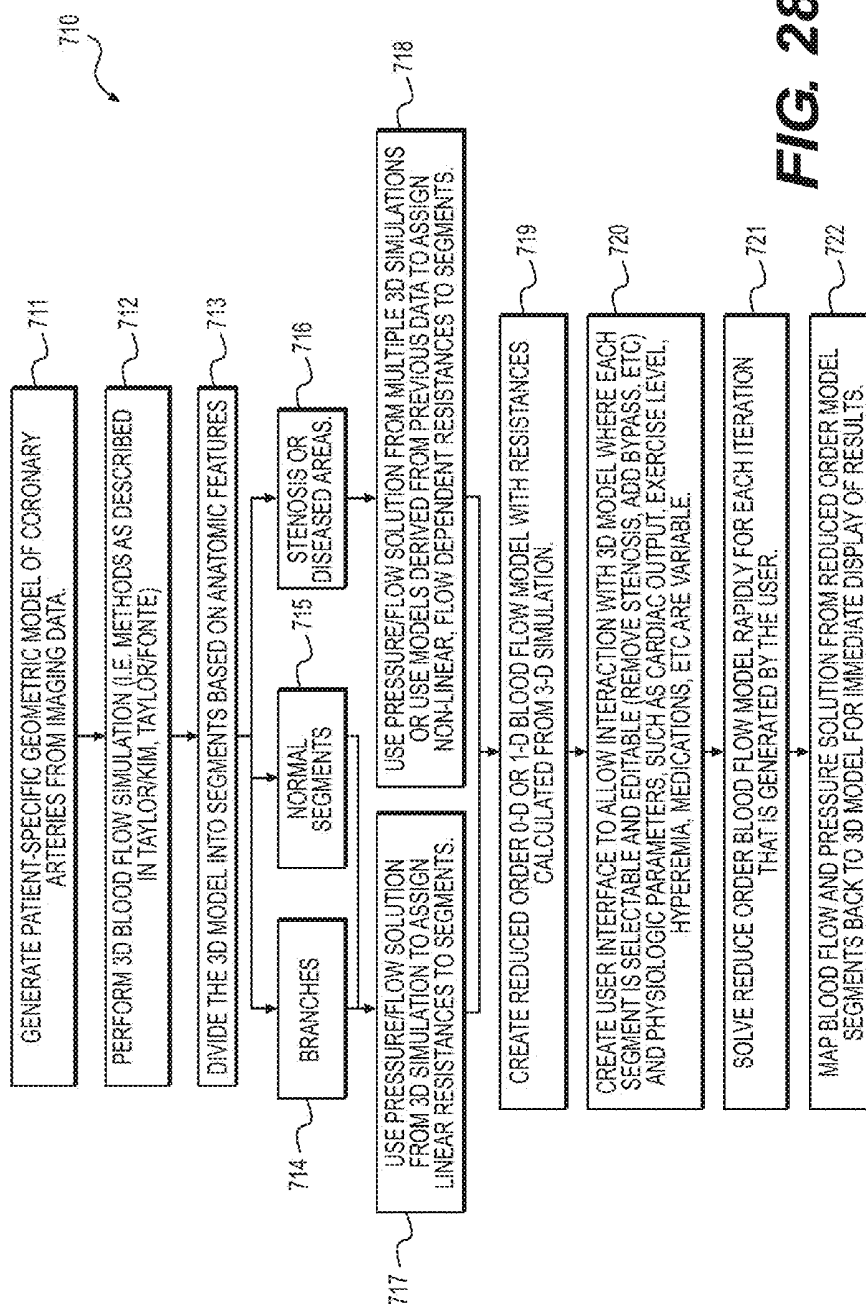 710
711
GENERATE PATIENT-SPECIFIC GEOMETRIC MODEL OF CORONARY
ARTERIES FROM IMAGING DATA.
712
PERFORM 3D BLOOD FLOW SIMULATION (I.E. METHODS AS DESCRIBED
IN TAYLOR/KIM, TAYLOR/FONTE)
713
DIVIDE THE 3D MODEL INTO SEGMENTS BASED ON ANATOMIC FEATURES
714
BRANCHES
715
NORMAL
SEGMENTS
716
STENOSIS OR
DISEASED AREAS.
717
USE PRESSURE/FLOW SOLUTION
FROM 3D SIMULATION TO ASSIGN
LINEAR RESISTANCES TO SEGMENTS.
718
USE PRESSURE/FLOW SOLUTION FROM MULTIPLE 3D SIMULATIONS
OR USE MODELS DERIVED FROM PREVIOUS DATA TO ASSIGN
NON-LINEAR, FLOW DEPENDENT RESISTANCES TO SEGMENTS.
719
CREATE REDUCED ORDER 0-D OR 1-D BLOOD FLOW MODEL WITH RESISTANCES
CALCULATED FROM 3-D SIMULATION.
720
CREATE USER INTERFACE TO ALLOW INTERACTION WITH 3D MODEL WHERE EACH
SEGMENT IS SELECTABLE AND EDITABLE (REMOVE STENOSIS, ADD BYPASS, ETC)
AND PHYSIOLOGIC PARAMETERS, SUCH AS CARDIAC OUTPUT, EXERCISE LEVEL,
HYPEREMIA, MEDICATIONS, ETC ARE VARIABLE.
721
SOLVE REDUCE ORDER BLOOD FLOW MODEL RAPIDLY FOR EACH ITERATION
THAT IS GENERATED BY THE USER.
722
MAP BLOOD FLOW AND PRESSURE SOLUTION FROM REDUCED ORDER MODEL
SEGMENTS BACK TO 3D MODEL FOR IMMEDIATE DISPLAY OF RESULTS.
FIG. 28